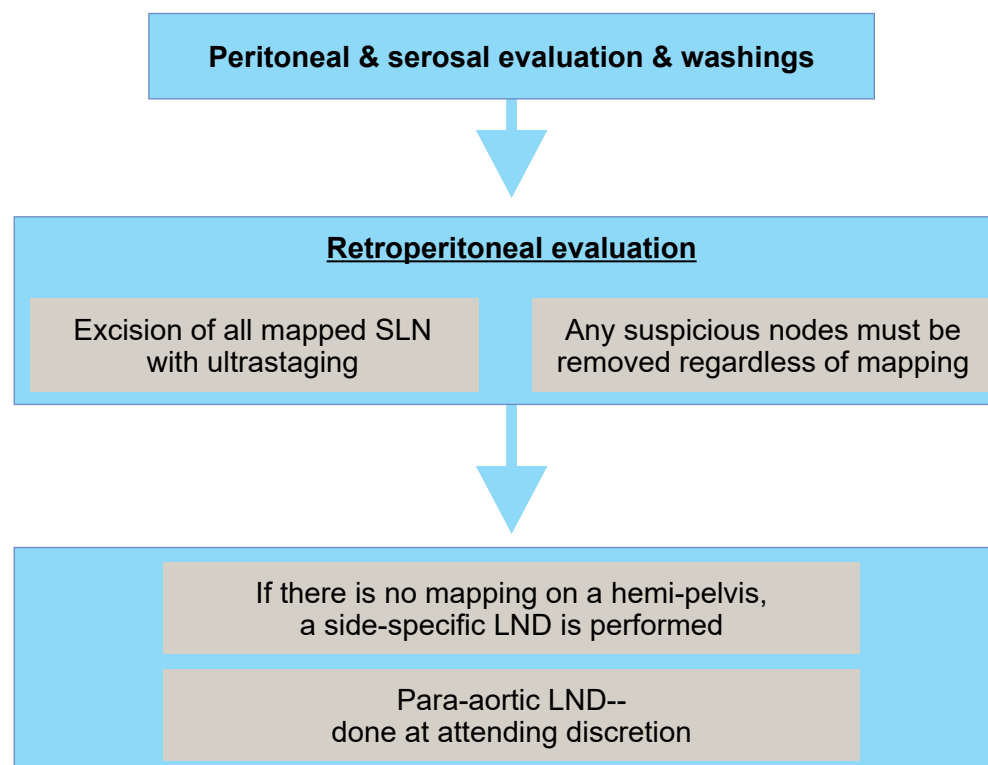 Peritoneal & serosal evaluation & washings
Retroperitoneal evaluation
Excision of all mapped SLN
with ultrastaging
Any suspicious nodes must be
removed regardless of mapping
If there is no mapping on a hemi-pelvis,
a side-specific LND is performed
Para-aortic LND--
done at attending discretion